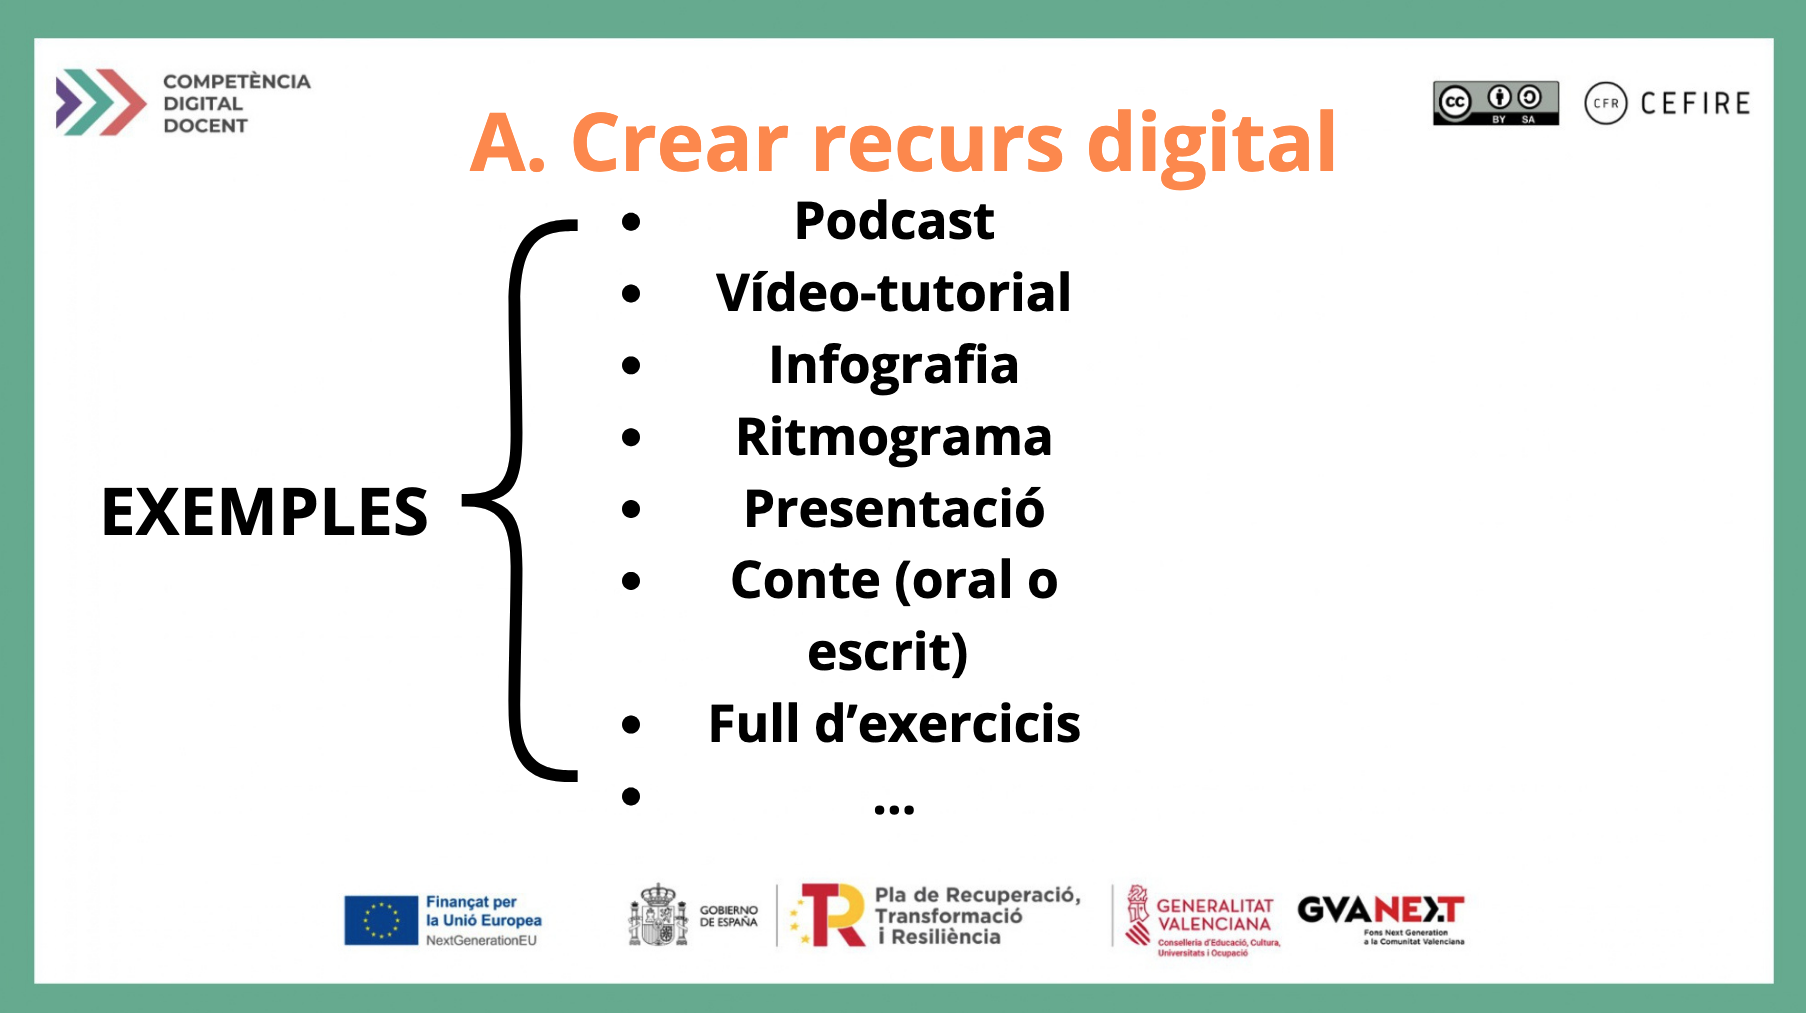 COMPETÈNCIA
DIGITAL
DOCENT
cc
BY SA
CFR CEFIRE
A. Crear recurs digital
EXEMPLES
• Podcast
• Vídeo-tutorial
• Infografia
• Ritmograma
• Presentació
• Conte (oral o
escrit)
• Full d’exercicis
• ...
Finançat per
la Unió Europea
NextGenerationEU
GOBIERNO
DE ESPAÑA
TR
Pla de Recuperació,
Transformació
i Resiliència
GENERALITAT
VALENCIANA
Conselleria d'Educació, Cultura,
Universitats i Ocupació
GVANEXT
Fons Next Generation
a la Comunitat Valenciana